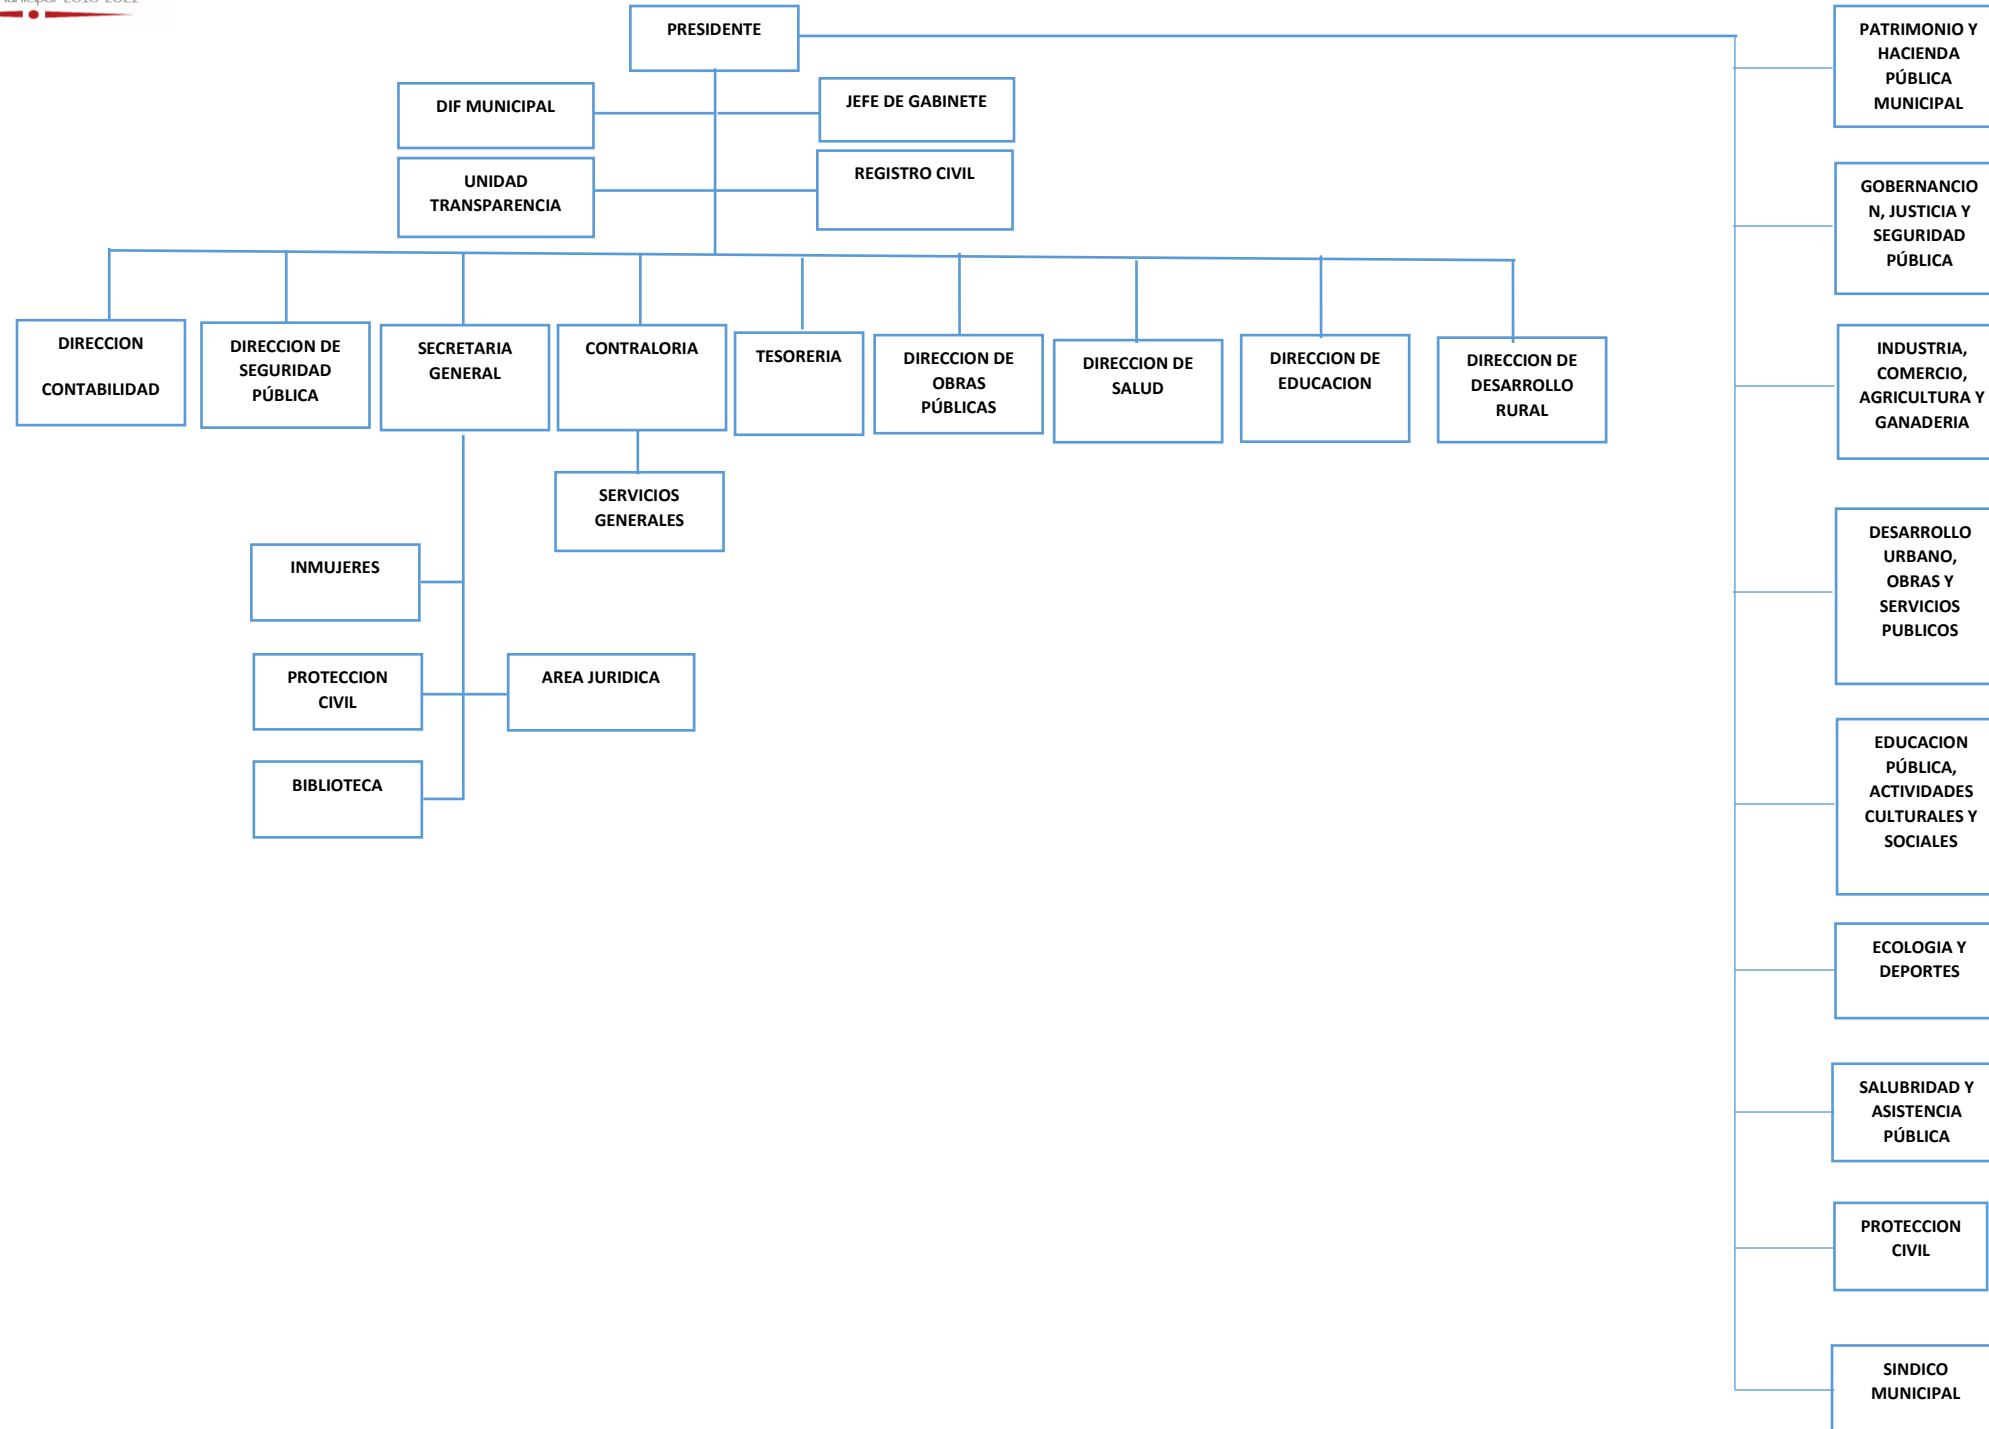 PRESIDENTE
DIF MUNICIPAL
JEFE DE GABINETE
UNIDAD
TRANSPARENCIA
REGISTRO CIVIL
DIRECCION
CONTABILIDAD
DIRECCION DE
SEGURIDAD
PÚBLICA
SECRETARIA
GENERAL
CONTRALORIA
TESORERIA
DIRECCION DE
OBRAS
PÚBLICAS
DIRECCION DE
SALUD
DIRECCION DE
EDUCACION
DIRECCION DE
DESARROLLO
RURAL
SERVICIOS
GENERALES
INMUJERES
PROTECCION
CIVIL
AREA JURIDICA
BIBLIOTECA
PATRIMONIO Y
HACIENDA
PÚBLICA
MUNICIPAL
GOBERNANCIO
N, JUSTICIA Y
SEGURIDAD
PÚBLICA
INDUSTRIA,
COMERCIO,
AGRICULTURA Y
GANADERIA
DESARROLLO
URBANO,
OBRAS Y
SERVICIOS
PUBLICOS
EDUCACION
PÚBLICA,
ACTIVIDADES
CULTURALES Y
SOCIALES
ECOLOGIA Y
DEPORTES
SALUBRIDAD Y
ASISTENCIA
PÚBLICA
PROTECCION
CIVIL
SINDICO
MUNICIPAL